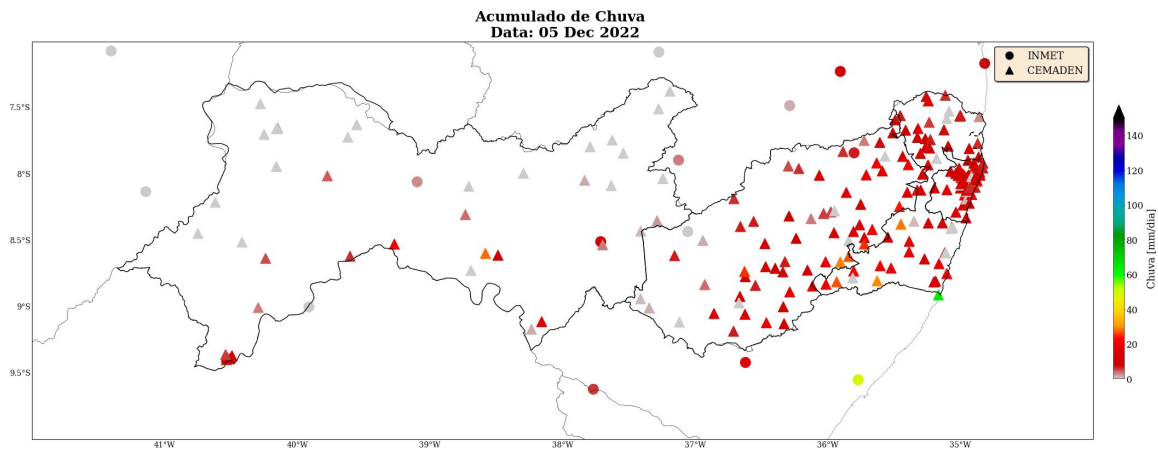 Acumulado de Chuva
Data: 05 Dec 2022
INMET
CEMADEN
7.5°S
8°S
8.5°S
9°S
9.5°S
41°W
40°W
39°W
38°W
37°W
36°W
35°W
140
120
100
80
60
40
20
0
Chuva [mm/dia]